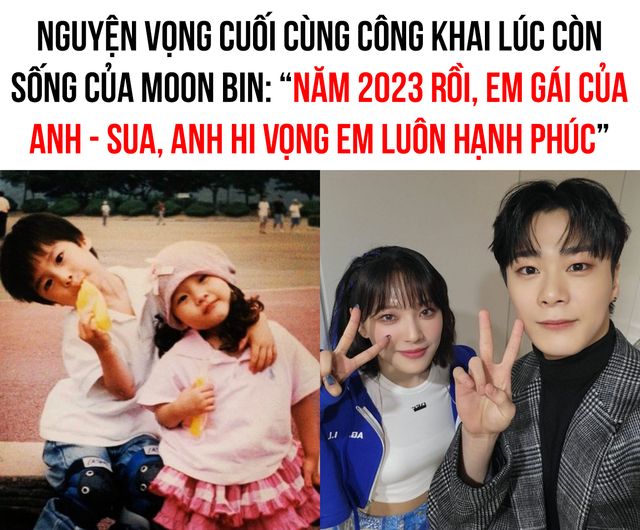 NGUYỆN VỌNG CUỐI CÙNG CÔNG KHAI LÚC CÒN
SỐNG CỦA MOON BIN: “NĂM 2023 RỒI, EM GÁI CỦA
ANH - SUA, ANH HI VỌNG EM LUÔN HẠNH PHÚC”